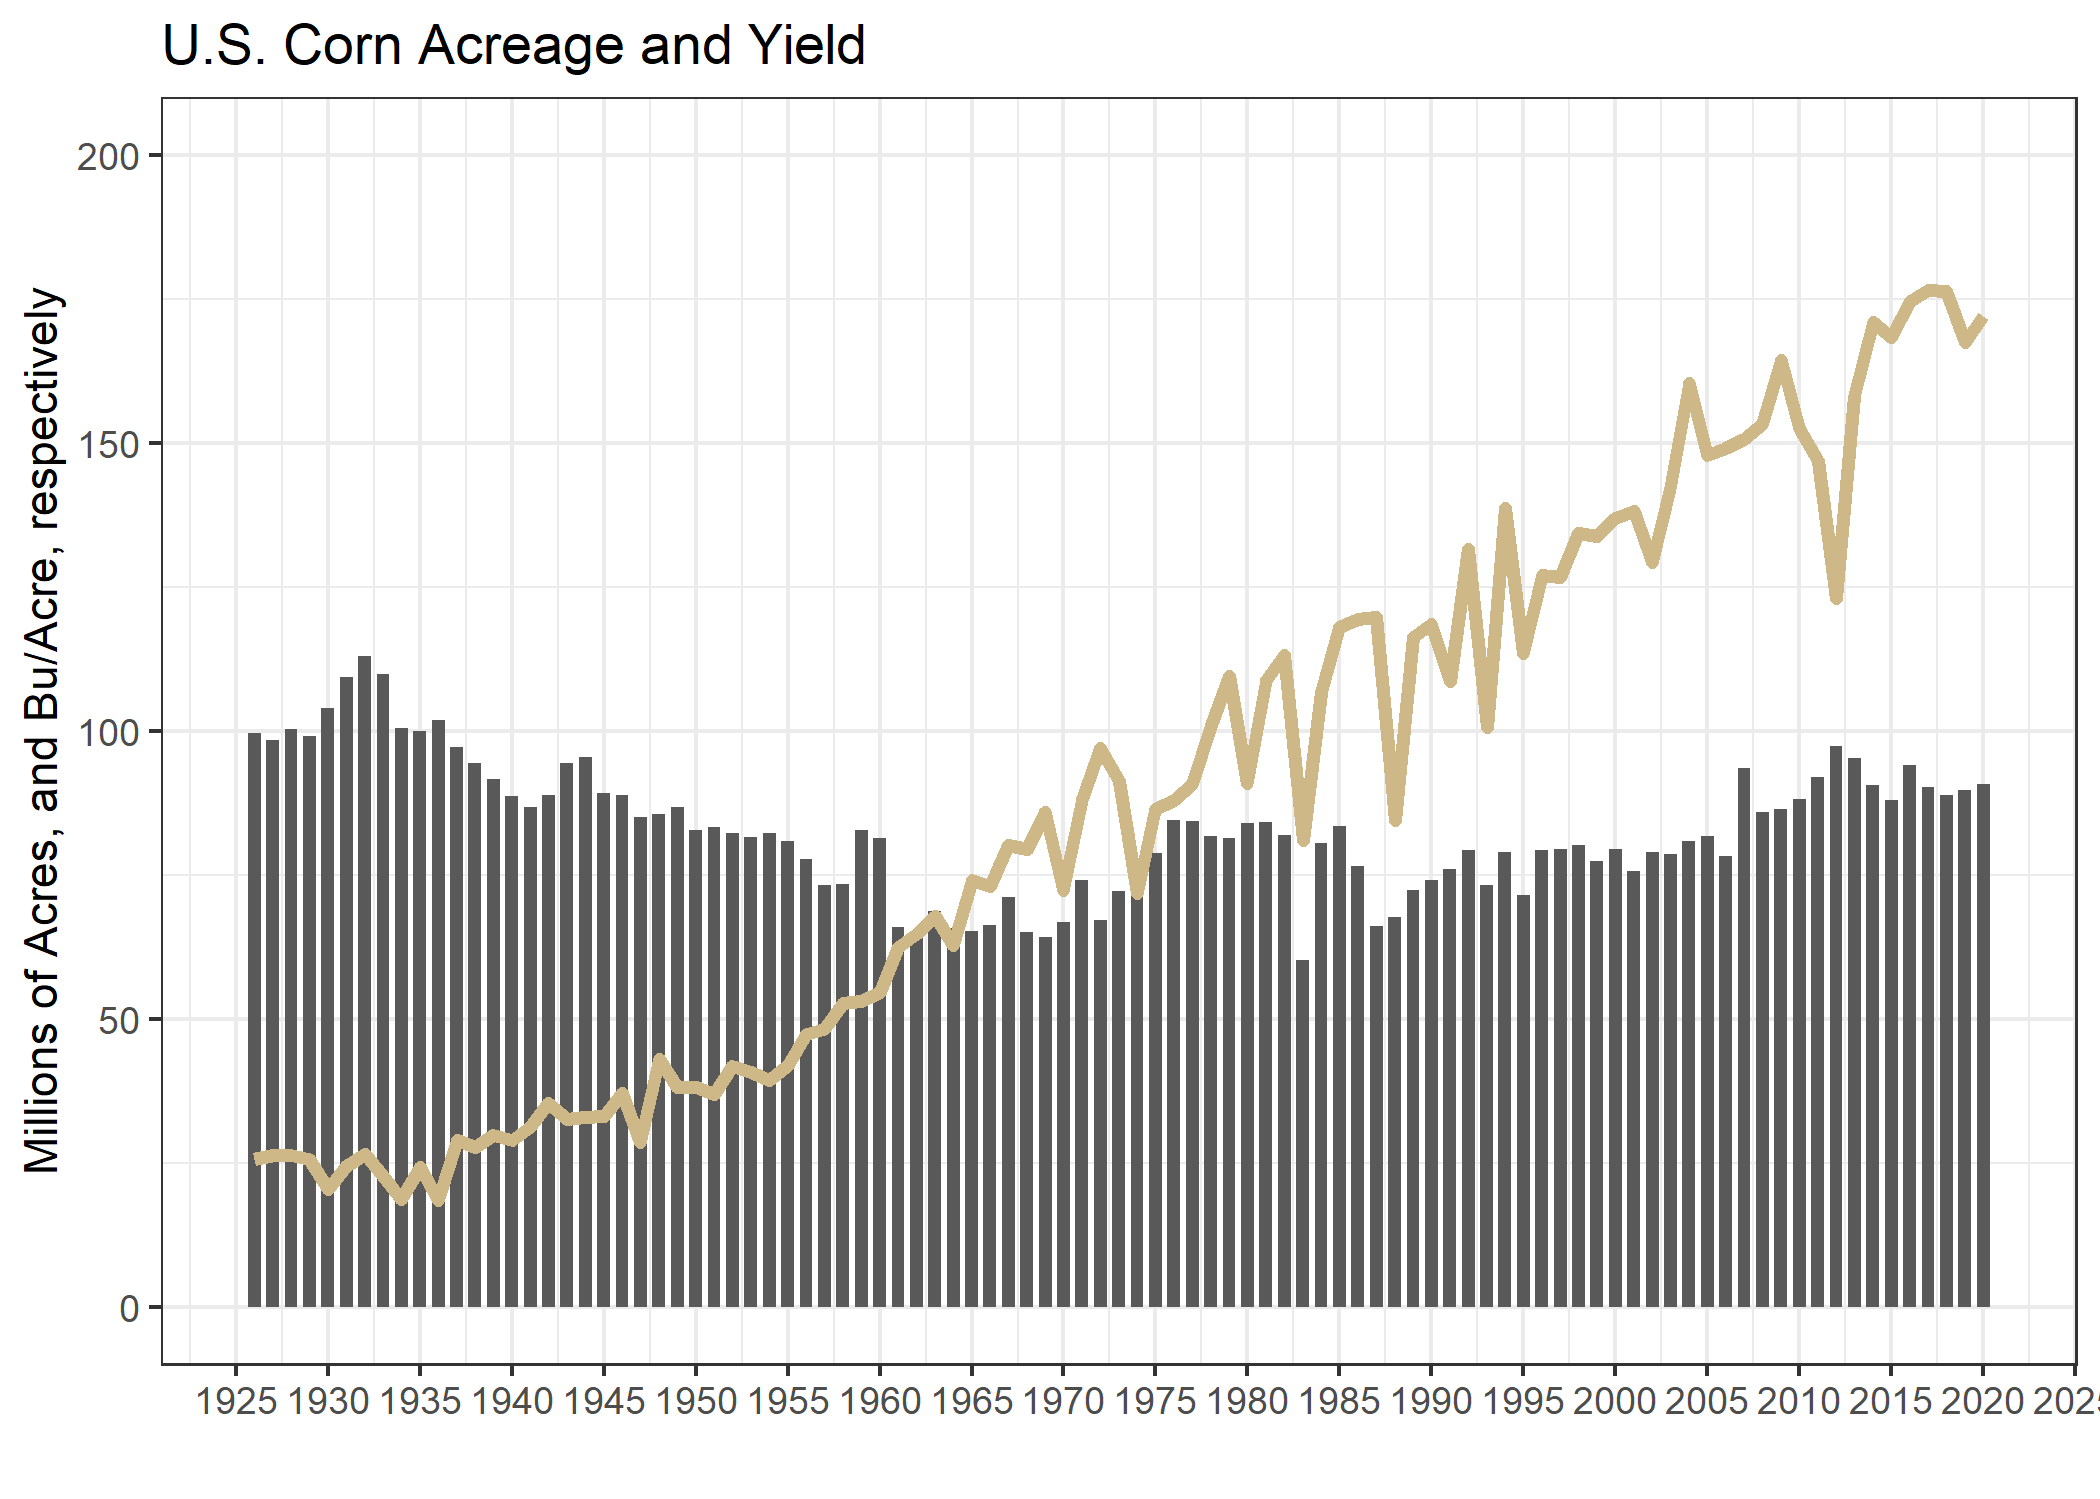 U.S. Corn Acreage and Yield
Millions of Acres, and Bu/Acre, respectively
200
150
100
50
0
1925 1930 1935 1940 1945 1950 1955 1960 1965 1970 1975 1980 1985 1990 1995 2000 2005 2010 2015 2020 2025